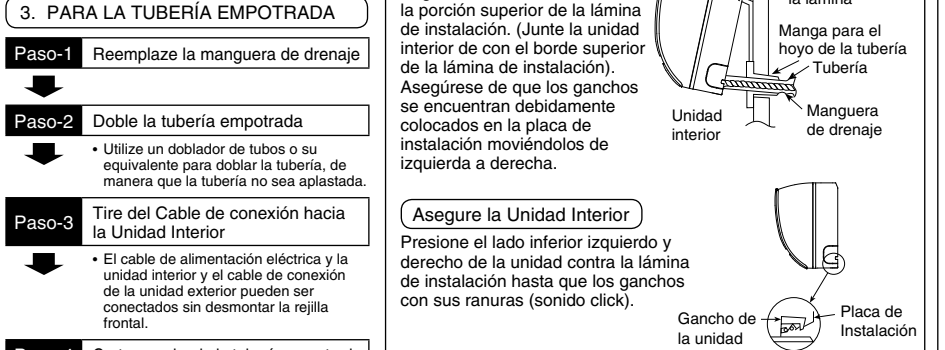 3. PARA LA TUBERÍA EMPOTRADA
Paso-1 Reemplaze la manguera de drenaje
Paso-2 Doble la tubería empotrada
• Utilize un doblador de tubos o su
equivalente para doblar la tubería, de
manera que la tubería no sea aplastada.
Paso-3 Tire del Cable de conexión hacia
la Unidad Interior
• El cable de alimentación eléctrica y la
unidad interior y el cable de conexión
de la unidad exterior pueden ser
conectados sin desmontar la rejilla
frontal.
la porción superior de la lámina
de instalación. (Junte la unidad
interior de con el borde superior
de la lámina de instalación).
Asegúrese de que los ganchos
se encuentran debidamente
colocados en la placa de
instalación moviéndolos de
izquierda a derecha.
la lámina
Manga para el
hoyo de la tubería
Tubería
Manguera
de drenaje
Unidad
interior
Asegure la Unidad Interior
Presione el lado inferior izquierdo y
derecho de la unidad contra la lámina
de instalación hasta que los ganchos
con sus ranuras (sonido click).
Gancho de
la unidad
Placa de
Instalación